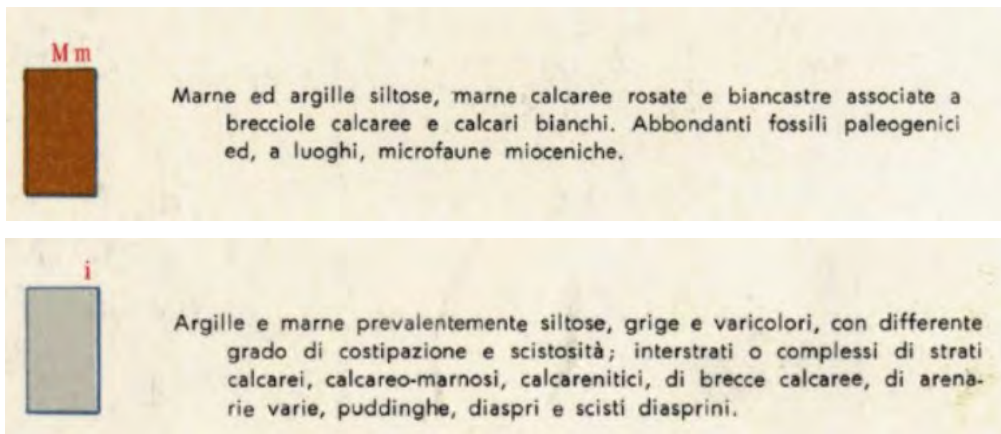 M m
Marne ed argille siltose, marne calcaree rosate e biancastre associate a
brecciole calcaree e calcari bianchi. Abbondanti fossili paleogenici
ed, a luoghi, microfaune mioceniche.
i
Argille e marne prevalentemente siltose, grige e varicolori, con differente
grado di costipazione e scistosità; interstrati o complessi di strati
calcarei, calcareo-marnosi, calcarenitici, di brecce calcaree, di arena-
rie varie, puddinghe, diaspri e scisti diasprini.